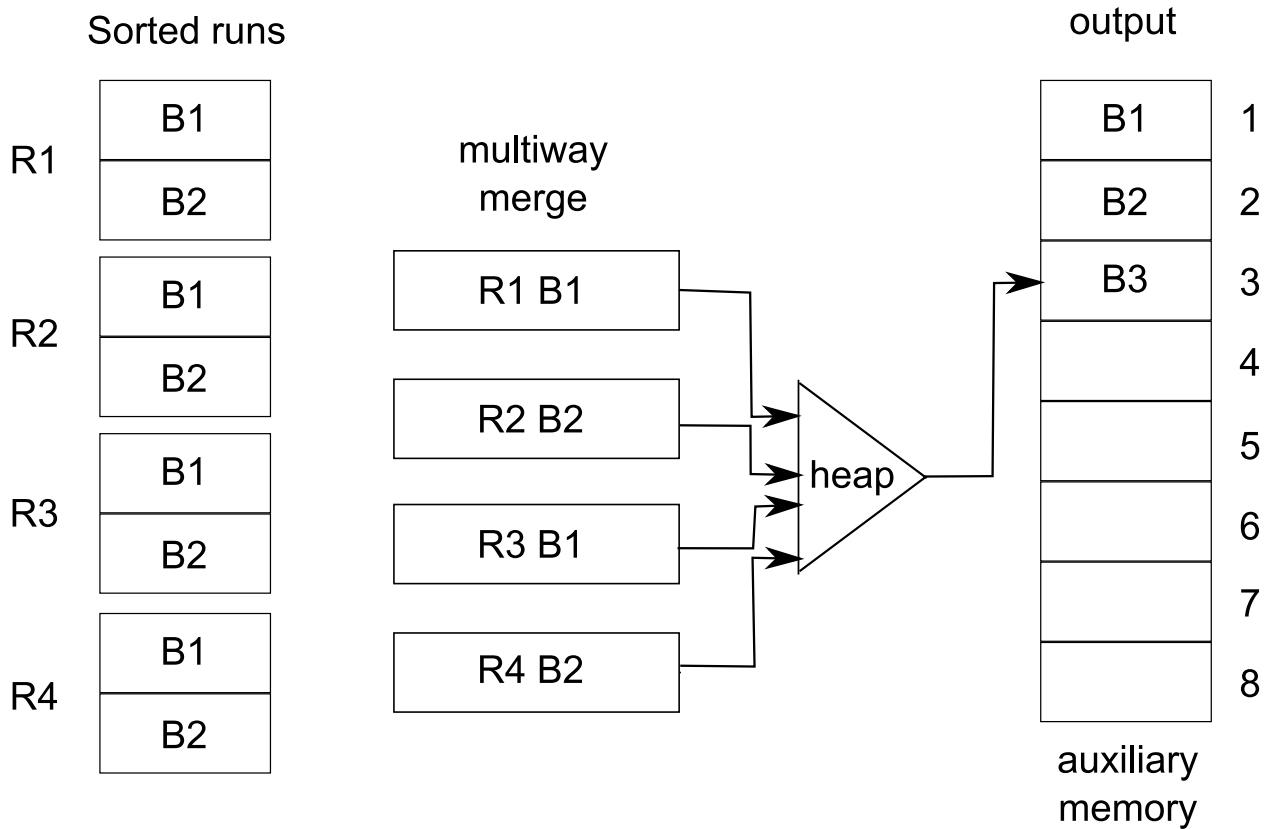 Sorted runs
R1
B1
B2
R2
B1
B2
R3
B1
B2
R4
B1
B2
multiway
merge
R1 B1
R2 B2
R3 B1
R4 B2
heap
output
B1
1
B2
2
B3
3
4
5
6
7
8
auxiliary
memory